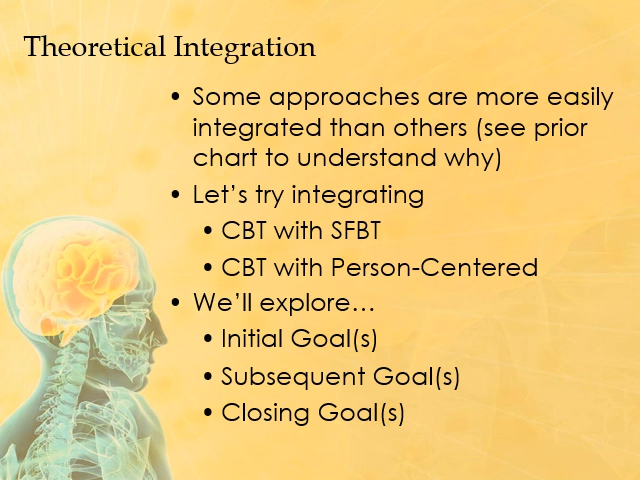 Theoretical Integration
• Some approaches are more easily
integrated than others (see prior
chart to understand why)
• Let’s try integrating
• CBT with SFBT
• CBT with Person-Centered
• We’ll explore…
• Initial Goal(s)
• Subsequent Goal(s)
• Closing Goal(s)